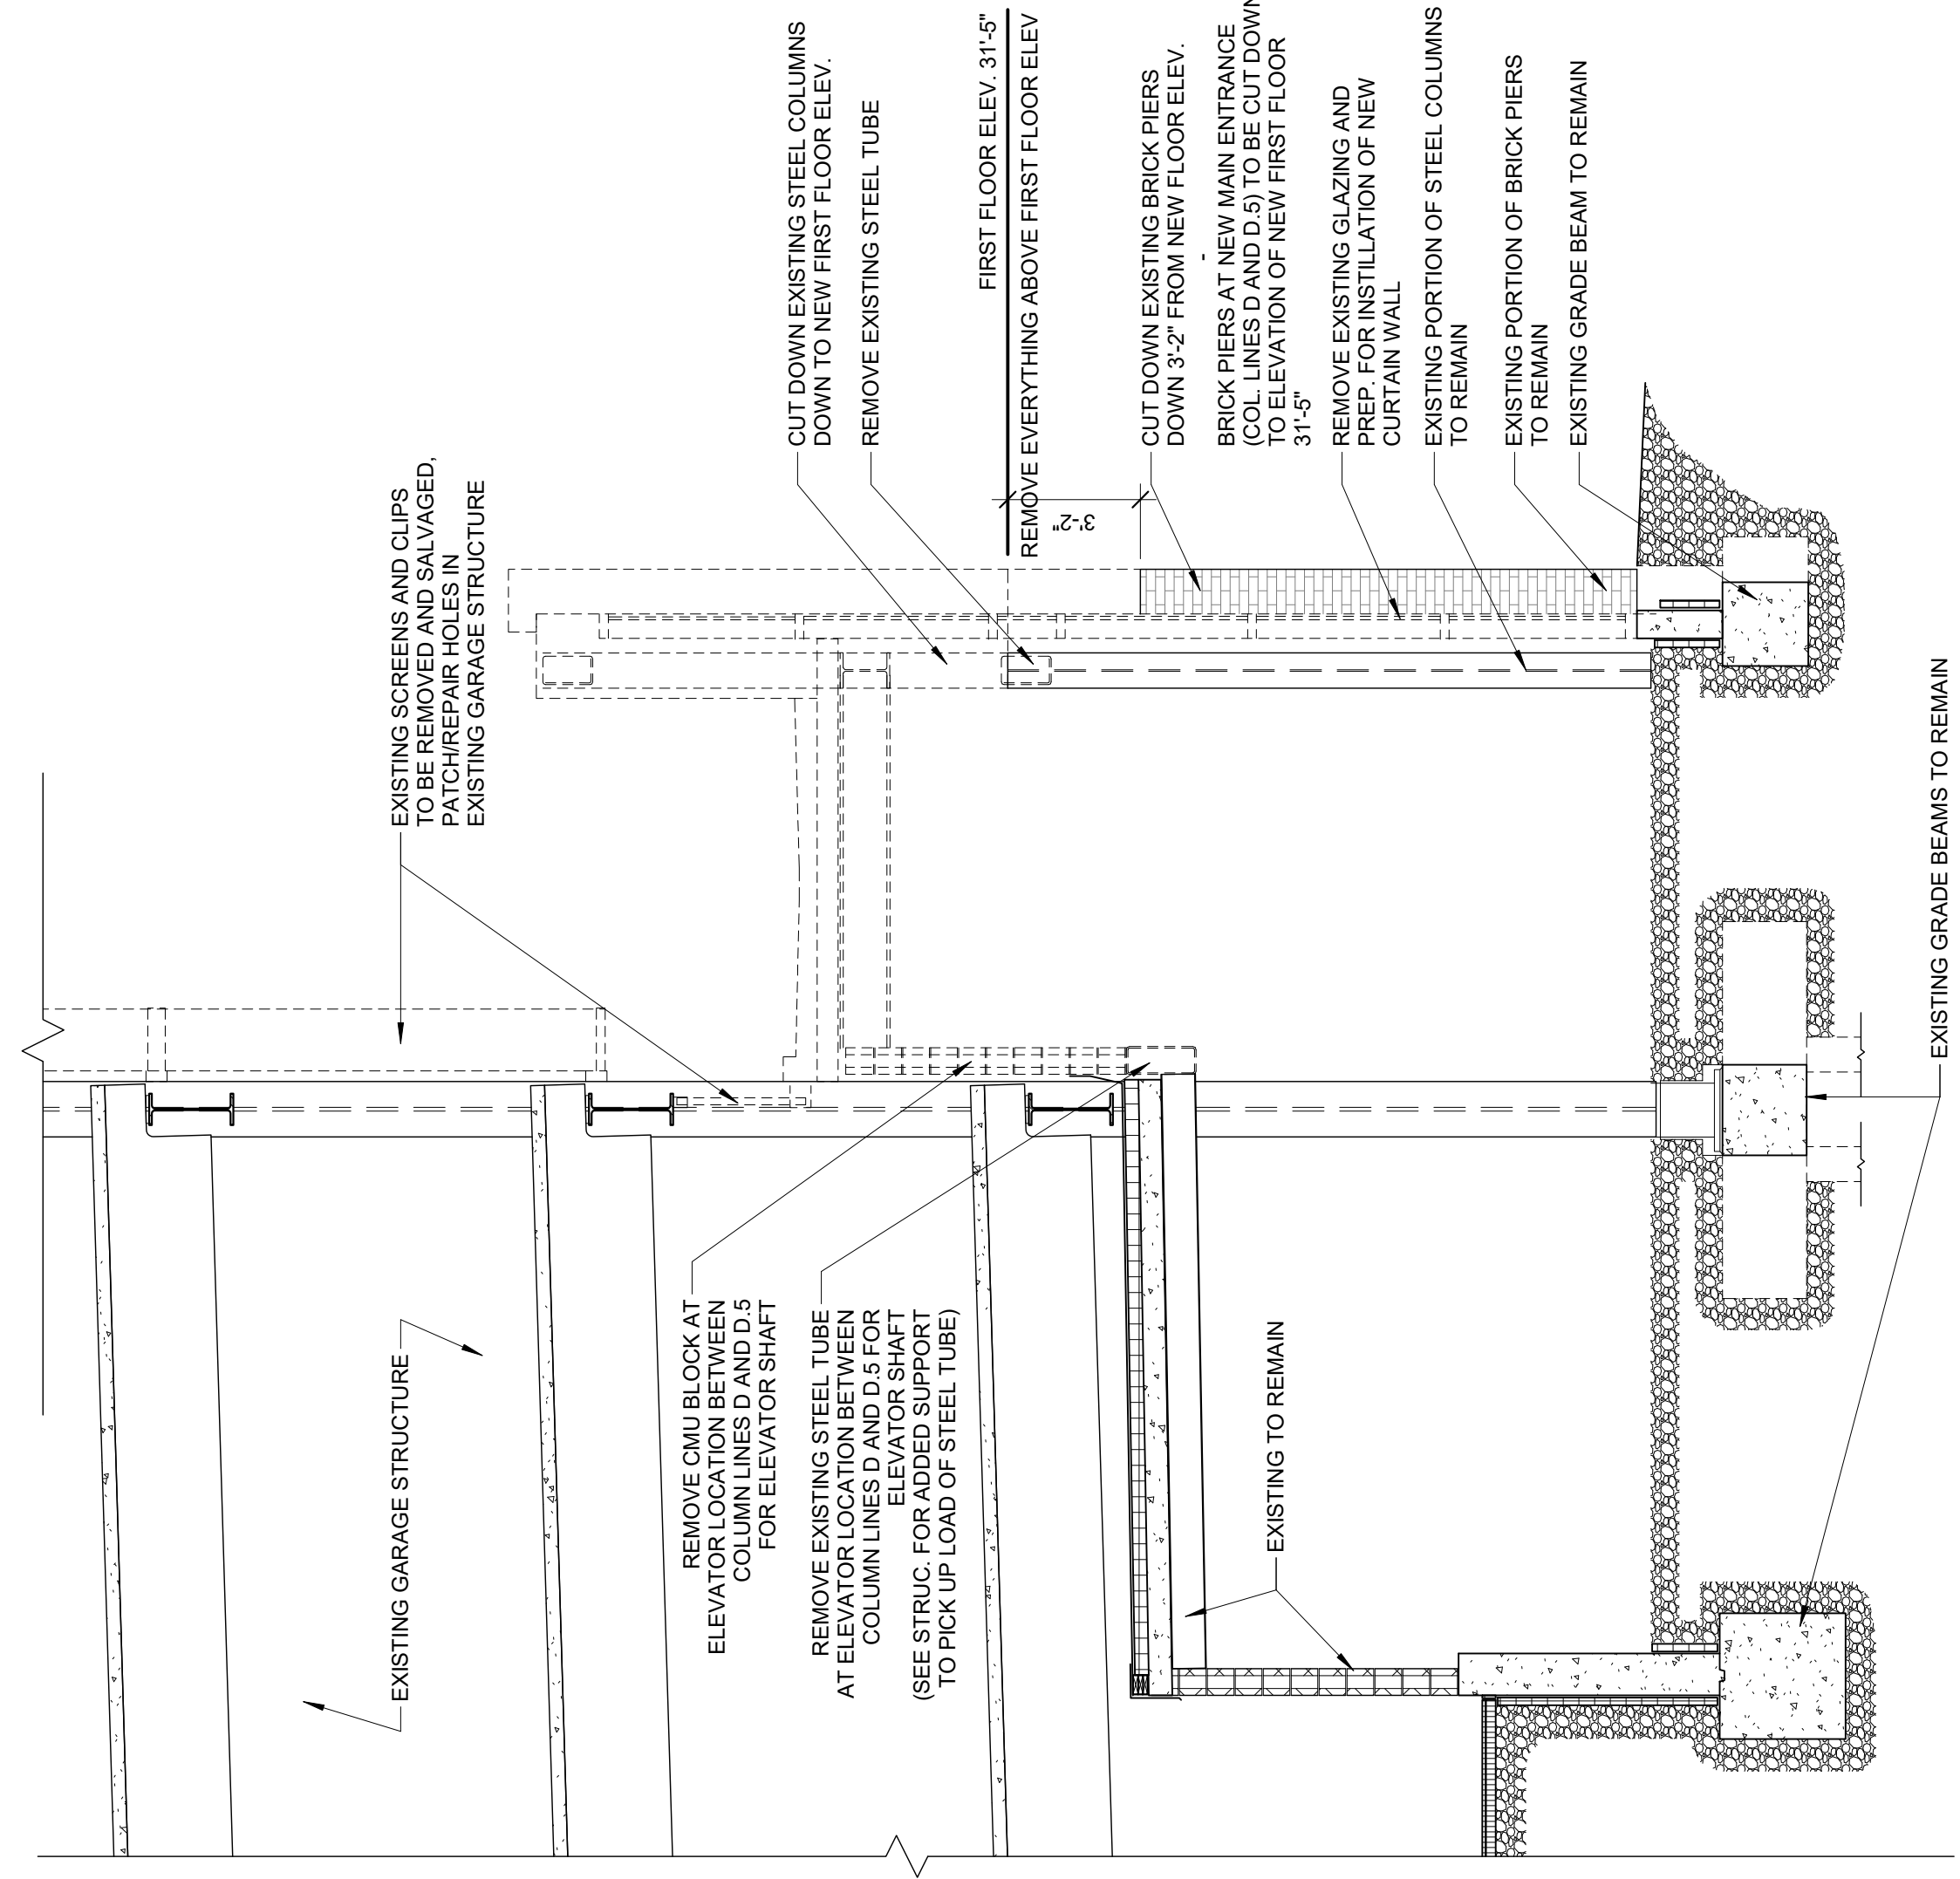 EXISTING SCREENS AND CLIPS
TO BE REMOVED AND SALVAGED,
PATCH/REPAIR HOLES IN
EXISTING GARAGE STRUCTURE
CUT DOWN EXISTING STEEL COLUMNS
DOWN TO NEW FIRST FLOOR ELEV.
REMOVE EXISTING STEEL TUBE
FIRST FLOOR ELEV. 31'-5"
REMOVE EVERYTHING ABOVE FIRST FLOOR ELEV
3'-2"
CUT DOWN EXISTING BRICK PIERS
DOWN 3'-2" FROM NEW FLOOR ELEV.
-
BRICK PIERS AT NEW MAIN ENTRANCE
(COL. LINES D AND D.5) TO BE CUT DOWN
TO ELEVATION OF NEW FIRST FLOOR
31'-5"
REMOVE EXISTING GLAZING AND
PREP. FOR INSTILLATION OF NEW
CURTAIN WALL
EXISTING PORTION OF STEEL COLUMNS
TO REMAIN
EXISTING PORTION OF BRICK PIERS
TO REMAIN
EXISTING GRADE BEAM TO REMAIN
EXISTING GARAGE STRUCTURE
REMOVE CMU BLOCK AT
ELEVATOR LOCATION BETWEEN
COLUMN LINES D AND D.5
FOR ELEVATOR SHAFT
REMOVE EXISTING STEEL TUBE
AT ELEVATOR LOCATION BETWEEN
COLUMN LINES D AND D.5 FOR
ELEVATOR SHAFT
(SEE STRUC. FOR ADDED SUPPORT
TO PICK UP LOAD OF STEEL TUBE)
EXISTING TO REMAIN
EXISTING GRADE BEAMS TO REMAIN